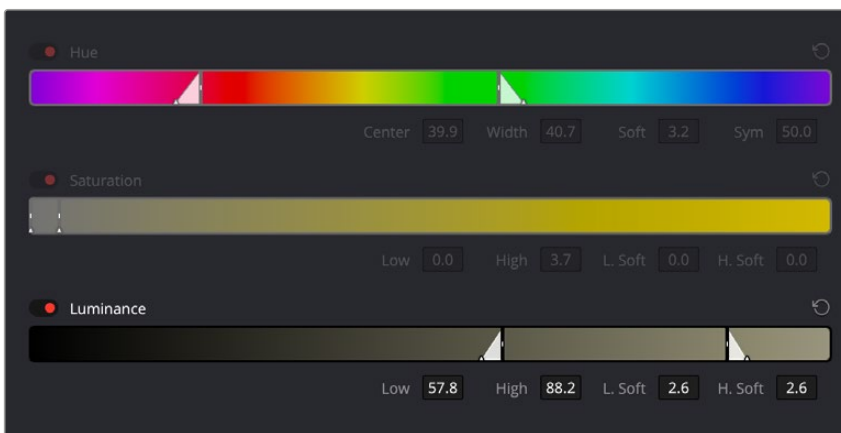 Hue
Center 39.9 Width 40.7 Soft 3.2 Sym 50.0
Saturation
Low 0.0 High 3.7 L. Soft 0.0 H. Soft 0.0
Luminance
Low 57.8 High 88.2 L. Soft 2.6 H. Soft 2.6